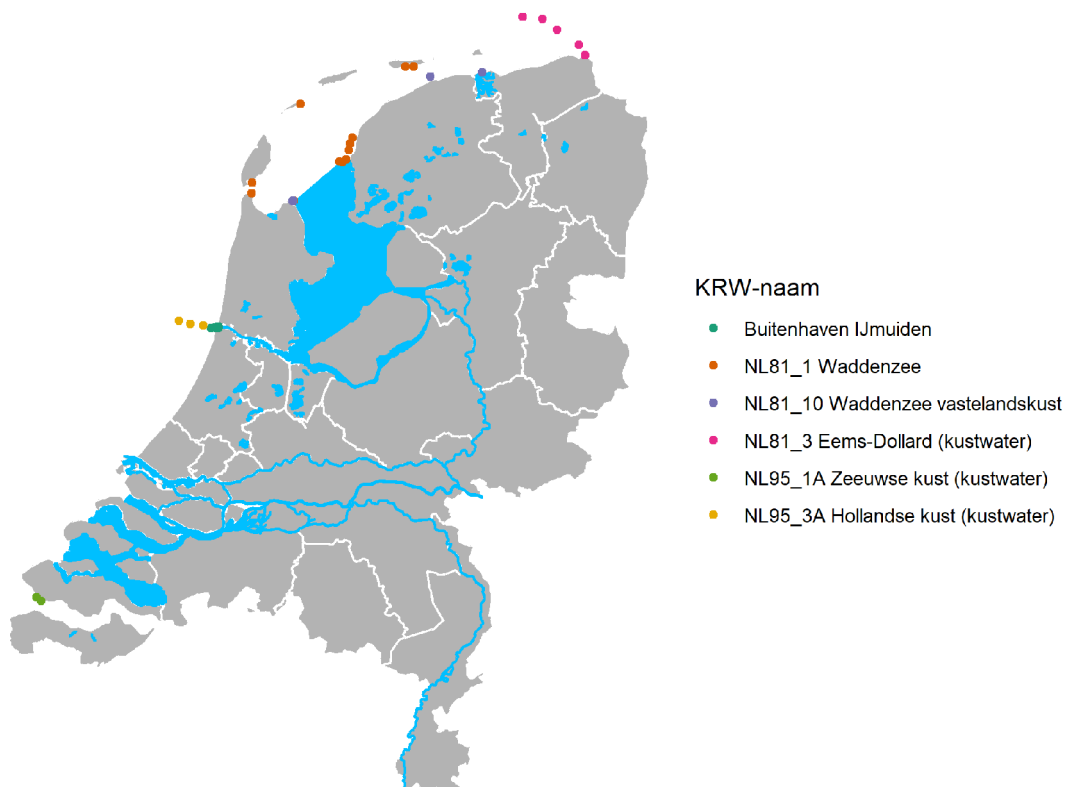 KRW-naam
Buitenhaven IJmuiden
NL81_1 Waddenzee
NL81_10 Waddenzee vastelandskust
NL81_3 Eems-Dollard (kustwater)
NL95_1A Zeeuwse kust (kustwater)
NL95_3A Hollandse kust (kustwater)